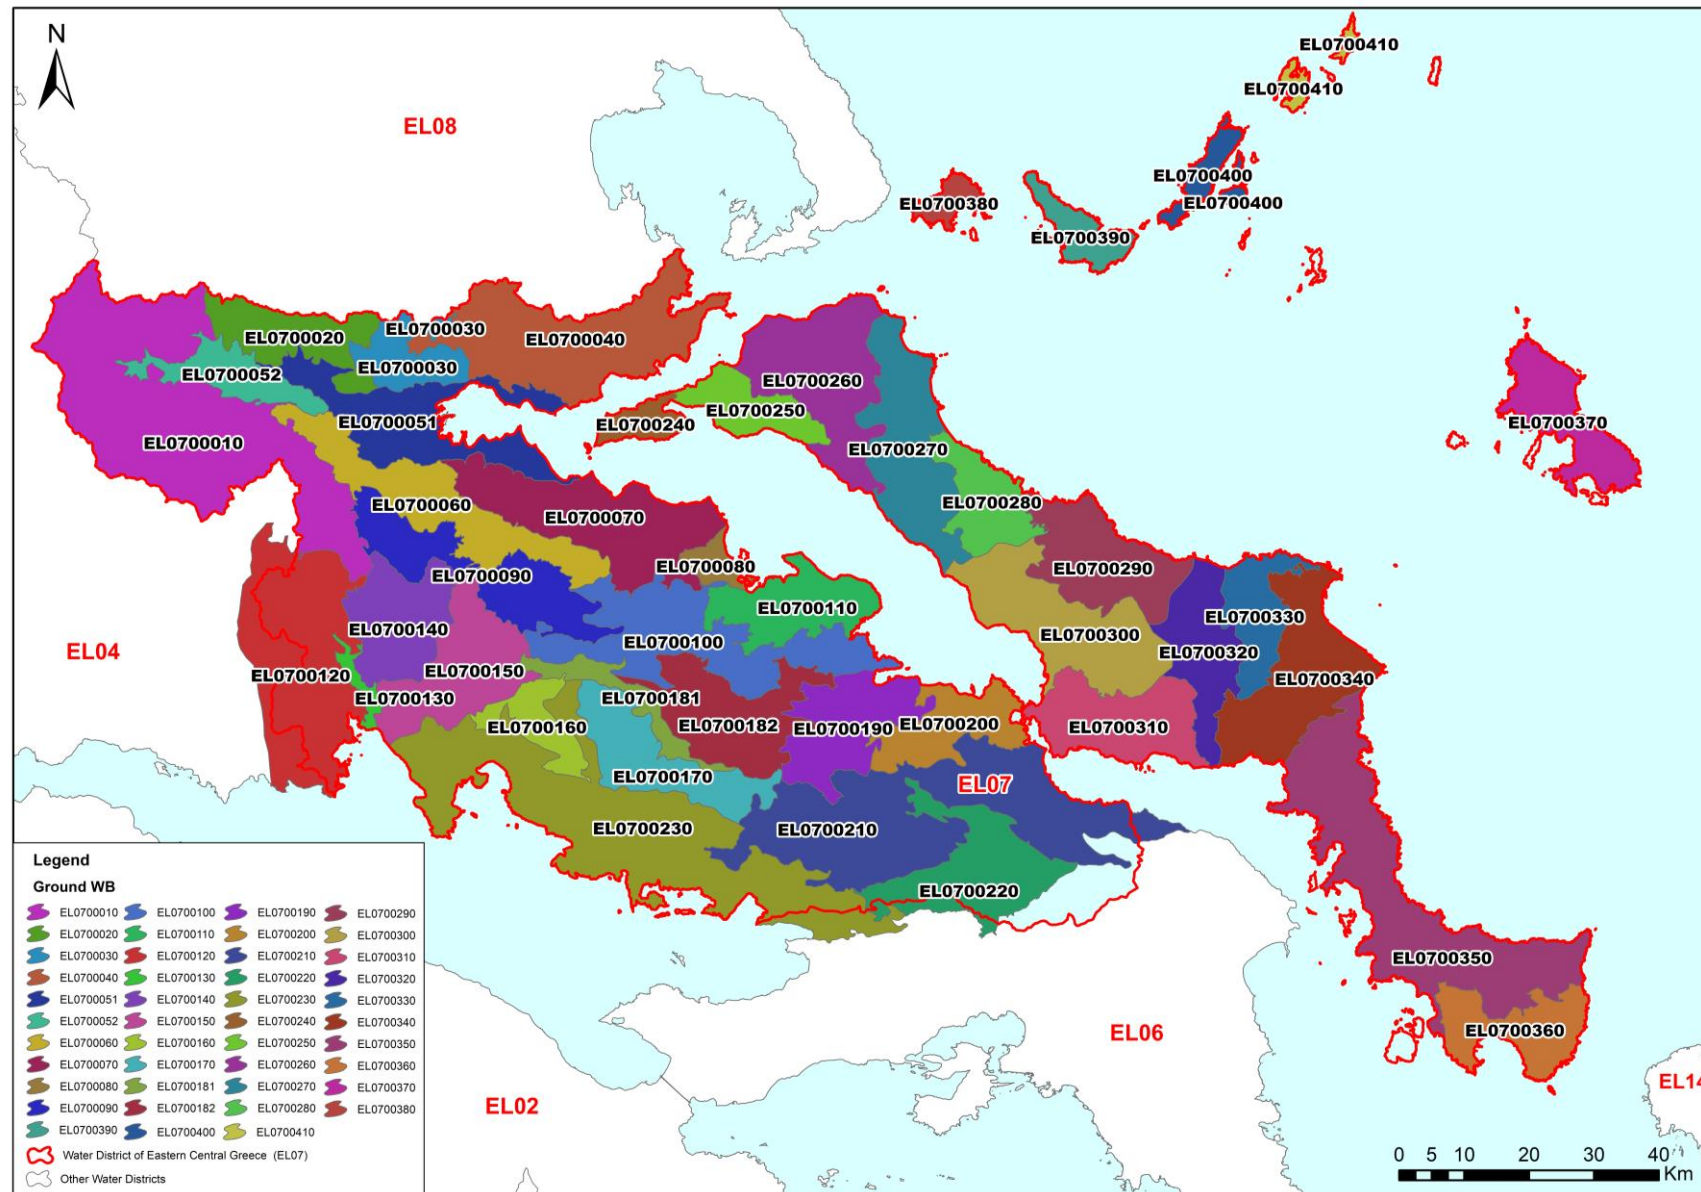 N
EL08
EL0700410
EL0700410
EL0700400
EL0700400
EL0700380
EL0700390
EL0700030
EL0700020
EL0700040
EL0700030
EL0700052
EL0700260
EL0700250
EL0700051
EL0700240
EL0700370
EL0700010
EL0700270
EL0700060
EL0700280
EL0700070
EL0700080
EL0700290
EL0700090
EL0700110
EL0700330
EL0700140
EL0700300
EL0700100
EL04
EL0700320
EL0700150
EL0700120
EL0700340
EL0700130
EL0700181
EL0700182
EL0700200
EL0700160
EL0700190
EL0700310
EL0700170
EL07
EL0700230
EL0700210
EL0700220
EL0700350
EL0700360
EL06
EL14
EL02
Legend
Ground WB
EL0700010 EL0700100 EL0700190 EL0700290
EL0700020 EL0700110 EL0700200 EL0700300
EL0700030 EL0700120 EL0700210 EL0700310
EL0700040 EL0700130 EL0700220 EL0700320
EL0700051 EL0700140 EL0700230 EL0700330
EL0700052 EL0700150 EL0700240 EL0700340
EL0700060 EL0700160 EL0700250 EL0700350
EL0700070 EL0700170 EL0700260 EL0700360
EL0700080 EL0700181 EL0700270 EL0700370
EL0700090 EL0700182 EL0700280 EL0700380
EL0700390 EL0700400 EL0700410
Water District of Eastern Central Greece (EL07)
Other Water Districts
0 5 10 20 30 40
Km